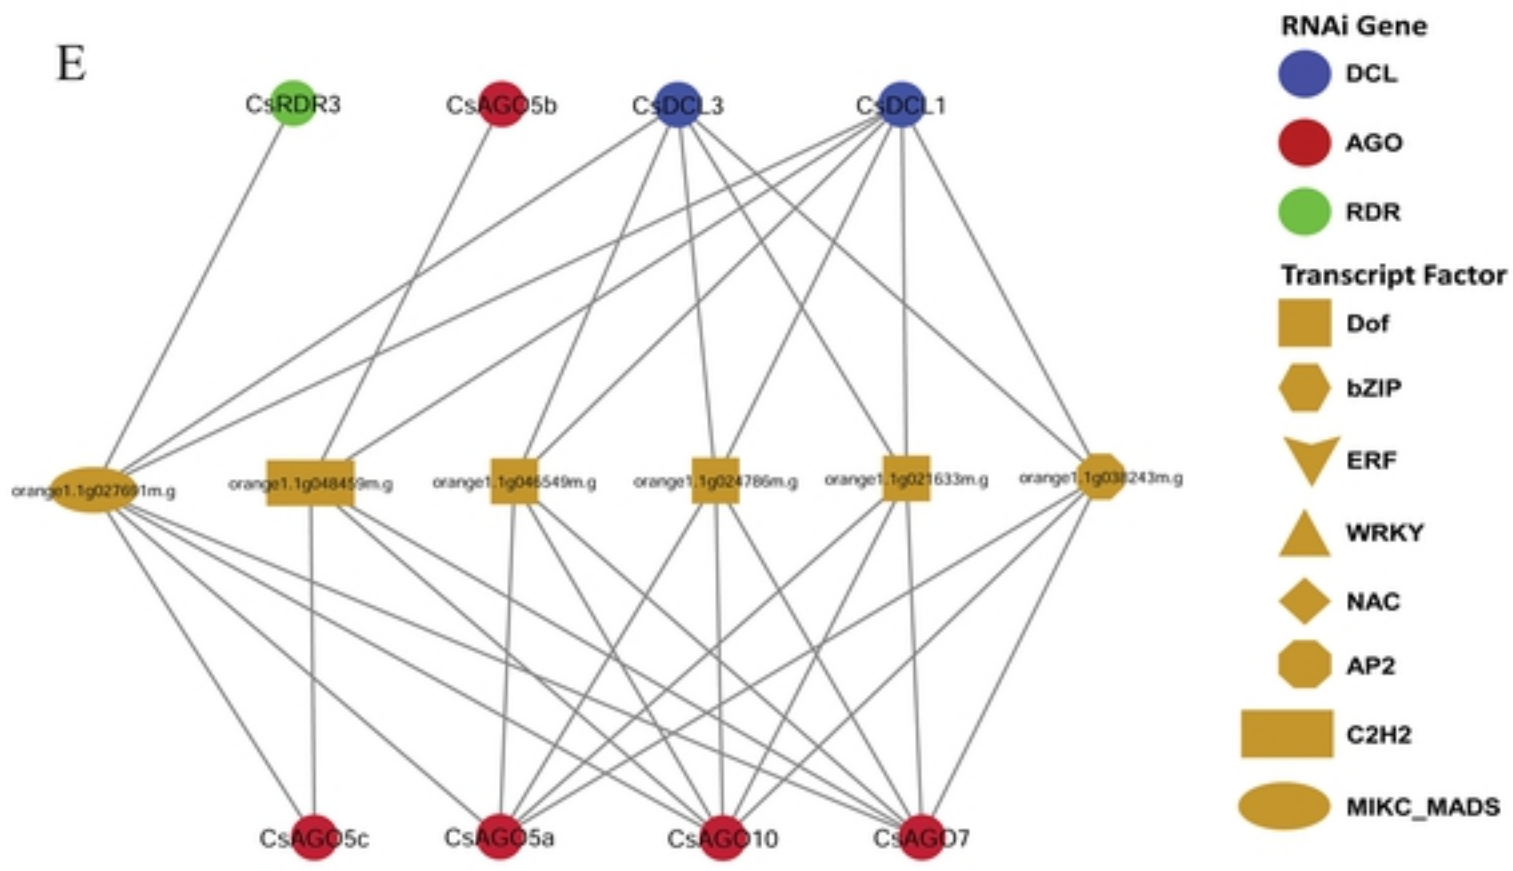 E
CsRDR3
CsAGO5b
CsDCL3
CsDCL1
orange1.1g027691m.g
orange1.1g048459m.g
orange1.1g046549m.g
orange1.1g024786m.g
orange1.1g021633m.g
orange1.1g038243m.g
CsAGO5c
CsAGO5a
CsAGO10
CsAGO7
RNAi Gene
DCL
AGO
RDR
Transcript Factor
Dof
bZIP
ERF
WRKY
NAC
AP2
C2H2
MIKC_MADS